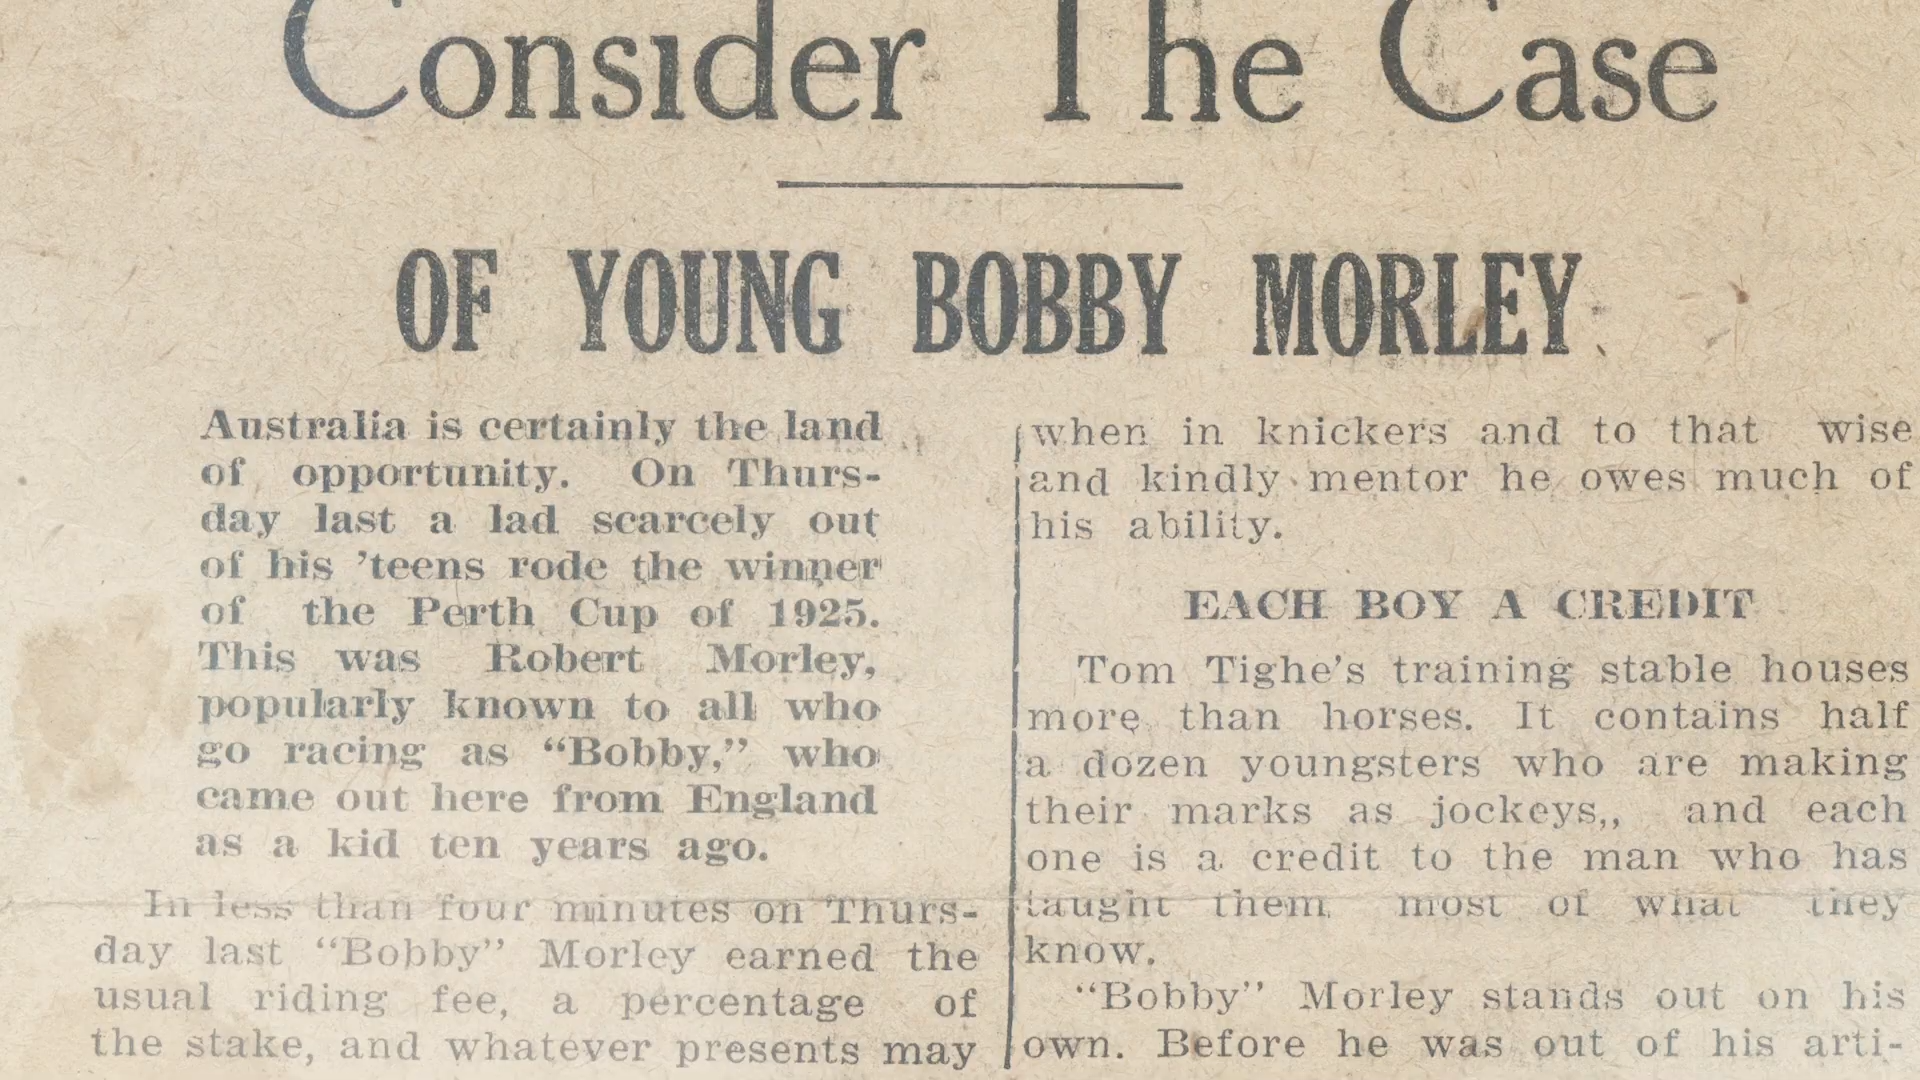 Consider The Case
OF YOUNG BOBBY MORLEY
Australia is certainly the land
of opportunity. On Thurs-
day last a lad scarcely out
of his 'teens rode the winner
of the Perth Cup of 1925.
This was Robert Morley,
popularly known to all who
go racing as “Bobby,” who
came out here from England
as a kid ten years ago.
In less than four minutes on Thurs-
day last “Bobby” Morley earned the
usual riding fee, a percentage of
the stake, and whatever presents may
when in knickers and to that wise
and kindly mentor he owes much of
his ability.
EACH BOY A CREDIT
Tom Tighe's training stable houses
more than horses. It contains half
a dozen youngsters who are making
their marks as jockeys,, and each
one is a credit to the man who has
taught them most of what they
know.
“Bobby” Morley stands out on his
own. Before he was out of his arti-